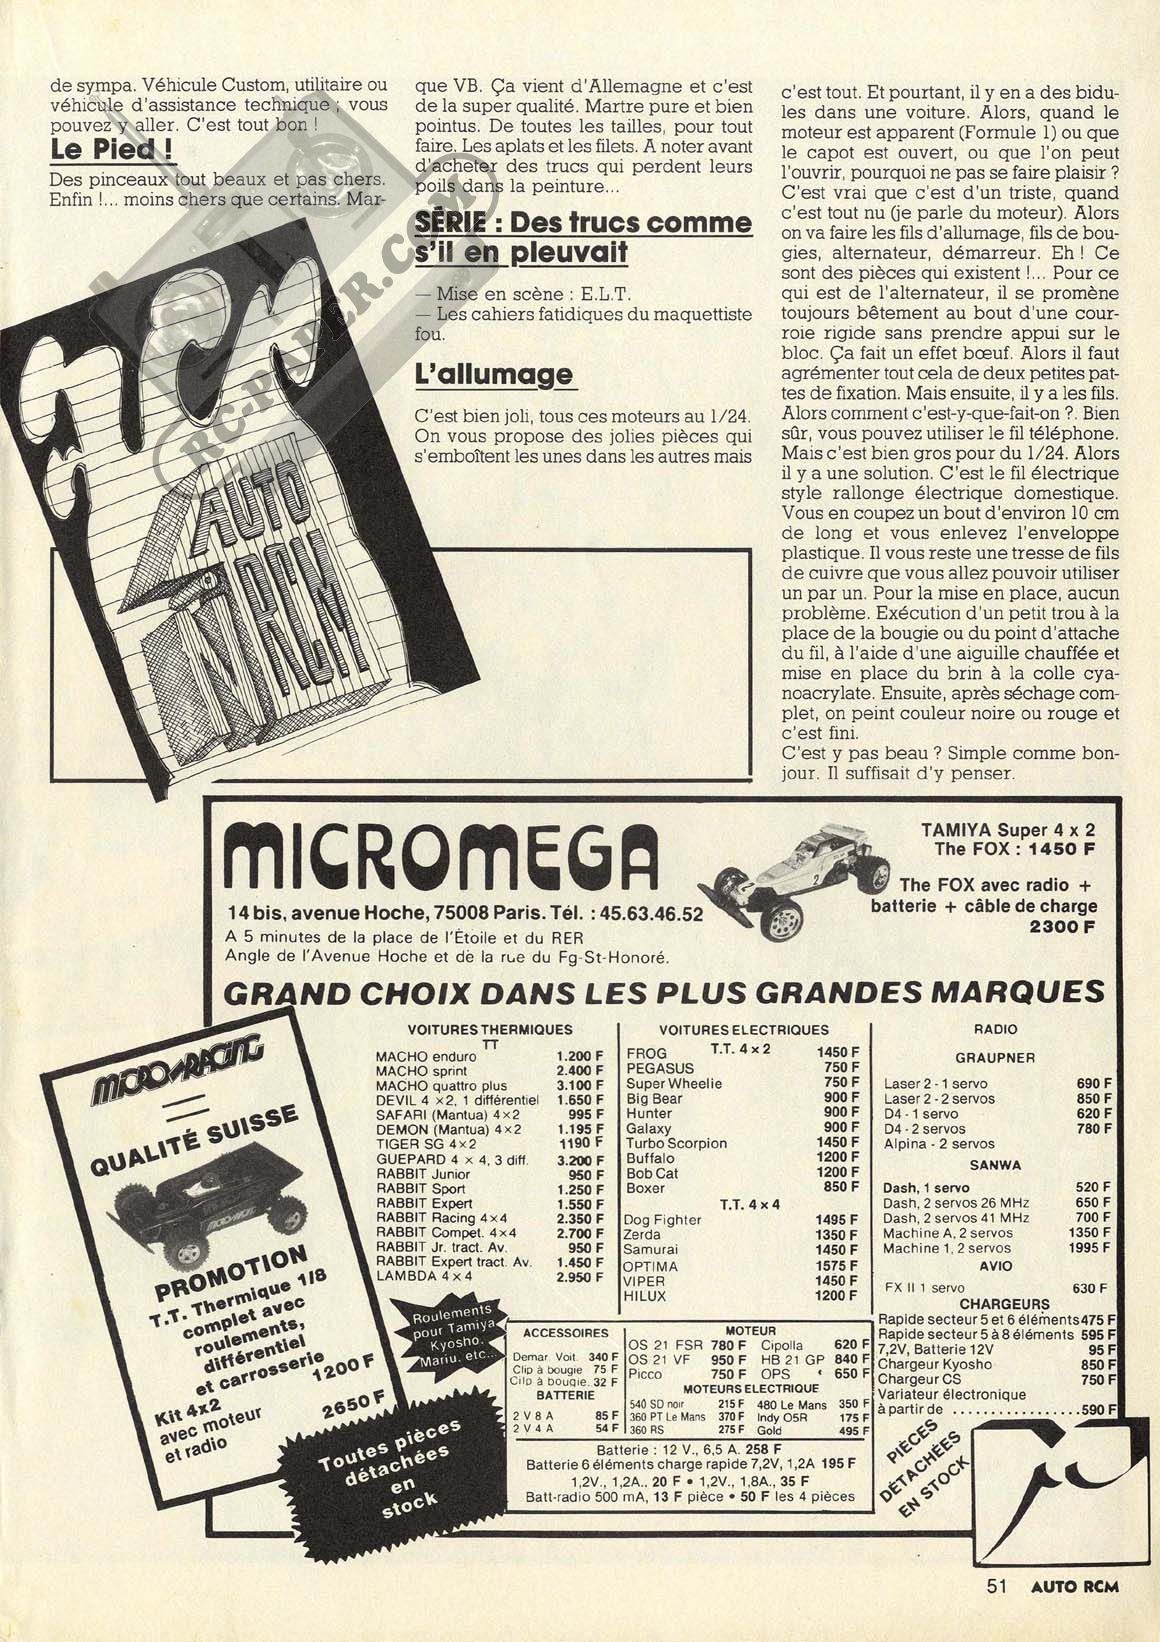 de sympa. Véhicule Custom, utilitaire ou
véhicule d'assistance technique ; vous
pouvez y aller. C'est tout bon !
Le Pied !
Des pinceaux tout beaux et pas chers.
Enfin !... moins chers que certains. Mar-
que VB. Ça vient d'Allemagne et c'est
de la super qualité. Martre pure et bien
pointus. De toutes les tailles, pour tout
faire. Les aplats et les filets. A noter avant
d'acheter des trucs qui perdent leurs
poils dans la peinture...
SÉRIE : Des trucs comme
s'il en pleuvait
— Mise en scène : E.L.T.
— Les cahiers fatidiques du maquettiste
fou.
L'allumage
C'est bien joli, tous ces moteurs au 1/24.
On vous propose des jolies pièces qui
s'emboîtent les unes dans les autres mais
c'est tout. Et pourtant, il y en a des bidu-
les dans une voiture. Alors, quand le
moteur est apparent (Formule 1) ou que
le capot est ouvert, ou que l'on peut
l'ouvrir, pourquoi ne pas se faire plaisir ?
C'est vrai que c'est d'un triste, quand
c'est tout nu (je parle du moteur). Alors
on va faire les fils d'allumage, fils de bou-
gies, alternateur, démarreur. Eh ! Ce
sont des pièces qui existent !... Pour ce
qui est de l'alternateur, il se promène
toujours bêtement au bout d'une cour-
roie rigide sans prendre appui sur le
bloc. Ça fait un effet bœuf. Alors il faut
agrémenter tout cela de deux petites pat-
tes de fixation. Mais ensuite, il y a les fils.
Alors comment c'est-y-que-fait-on ?. Bien
sûr, vous pouvez utiliser le fil téléphone.
Mais c'est bien gros pour du 1/24. Alors
il y a une solution. C'est le fil électrique
style rallonge électrique domestique.
Vous en coupez un bout d'environ 10 cm
de long et vous enlevez l'enveloppe
plastique. Il vous reste une tresse de fils
de cuivre que vous allez pouvoir utiliser
un par un. Pour la mise en place, aucun
problème. Exécution d'un petit trou à la
place de la bougie ou du point d'attache
du fil, à l'aide d'une aiguille chauffée et
mise en place du brin à la colle cya-
noacrylate. Ensuite, après séchage com-
plet, on peint couleur noire ou rouge et
c'est fini.
C'est y pas beau ? Simple comme bon-
jour. Il suffisait d'y penser.
RC-PAPER.COM
AUTO
RCM
MICROMEGA
14 bis, avenue Hoche, 75008 Paris. Tél. : 45.63.46.52
A 5 minutes de la place de l'Étoile et du RER
Angle de l'Avenue Hoche et de la rue du Fg-St-Honoré.
TAMIYA Super 4 x 2
The FOX : 1450 F
The FOX avec radio +
batterie + câble de charge
2300 F
GRAND CHOIX DANS LES PLUS GRANDES MARQUES
MICRO-RACING
QUALITÉ SUISSE
PROMOTION
T.T. Thermique 1/8
complet avec
roulements,
différentiel
et carrosserie
1200 F
Kit 4x2
avec moteur
et radio
2650 F
VOITURES THERMIQUES
TT
MACHO enduro 1.200 F
MACHO sprint 2.400 F
MACHO quattro plus 3.100 F
DEVIL 4 ×2, 1 différentiel 1.650 F
SAFARI (Mantua) 4×2 995 F
DEMON (Mantua) 4×2 1.195 F
TIGER SG 4×2 1190 F
GUEPARD 4 × 4, 3 diff. 3.200 F
RABBIT Junior 950 F
RABBIT Sport 1.250 F
RABBIT Expert 1.550 F
RABBIT Racing 4×4 2.350 F
RABBIT Compet. 4×4 2.700 F
RABBIT Jr. tract. Av. 950 F
RABBIT Expert tract. Av. 1.450 F
LAMBDA 4 × 4 2.950 F
VOITURES ELECTRIQUES
T.T. 4 × 2
FROG 1450 F
PEGASUS 750 F
Super Wheelie 750 F
Big Bear 900 F
Hunter 900 F
Galaxy 900 F
Turbo Scorpion 1450 F
Buffalo 1200 F
Bob Cat 1200 F
Boxer 850 F
T.T. 4 × 4
Dog Fighter 1495 F
Zerda 1350 F
Samurai 1450 F
OPTIMA 1575 F
VIPER 1450 F
HILUX 1200 F
RADIO
GRAUPNER
Laser 2 - 1 servo 690 F
Laser 2 - 2 servos 850 F
D4 - 1 servo 620 F
D4 - 2 servos 780 F
Alpina - 2 servos
SANWA
Dash, 1 servo 520 F
Dash, 2 servos 26 MHz 650 F
Dash, 2 servos 41 MHz 700 F
Machine A, 2 servos 1350 F
Machine 1, 2 servos 1995 F
AVIO
FX II 1 servo 630 F
CHARGEURS
Rapide secteur 5 et 6 éléments 475 F
Rapide secteur 5 à 8 éléments 595 F
7,2V, Batterie 12V 95 F
Chargeur Kyosho 850 F
Chargeur CS 750 F
Variateur électronique
à partir de ................. 590 F
Roulements
pour Tamiya,
Kyosho.
Mariu, etc...
Toutes pièces
détachées
en
stock
ACCESSOIRES
Demar. Voit. 340 F
Clip à bougie 75 F
Cilp à bougie. 32 F
BATTERIE
2 V 8 A 85 F
2 V 4 A 54 F
MOTEUR
OS 21 FSR 780 F Cipolla 620 F
OS 21 VF 950 F HB 21 GP 840 F
Picco 750 F OPS 650 F
MOTEURS ELECTRIQUE
540 SD noir 215 F 480 Le Mans 350 F
360 PT Le Mans 370 F Indy O5R 175 F
360 RS 275 F Gold 495 F
Batterie : 12 V., 6,5 A. 258 F
Batterie 6 éléments charge rapide 7,2V, 1,2A 195 F
1,2V., 1,2A.. 20 F • 1,2V., 1,8A., 35 F
Batt-radio 500 mA, 13 F pièce • 50 F les 4 pièces
PIÈCES
DÉTACHÉES
EN STOCK
51 AUTO RCM